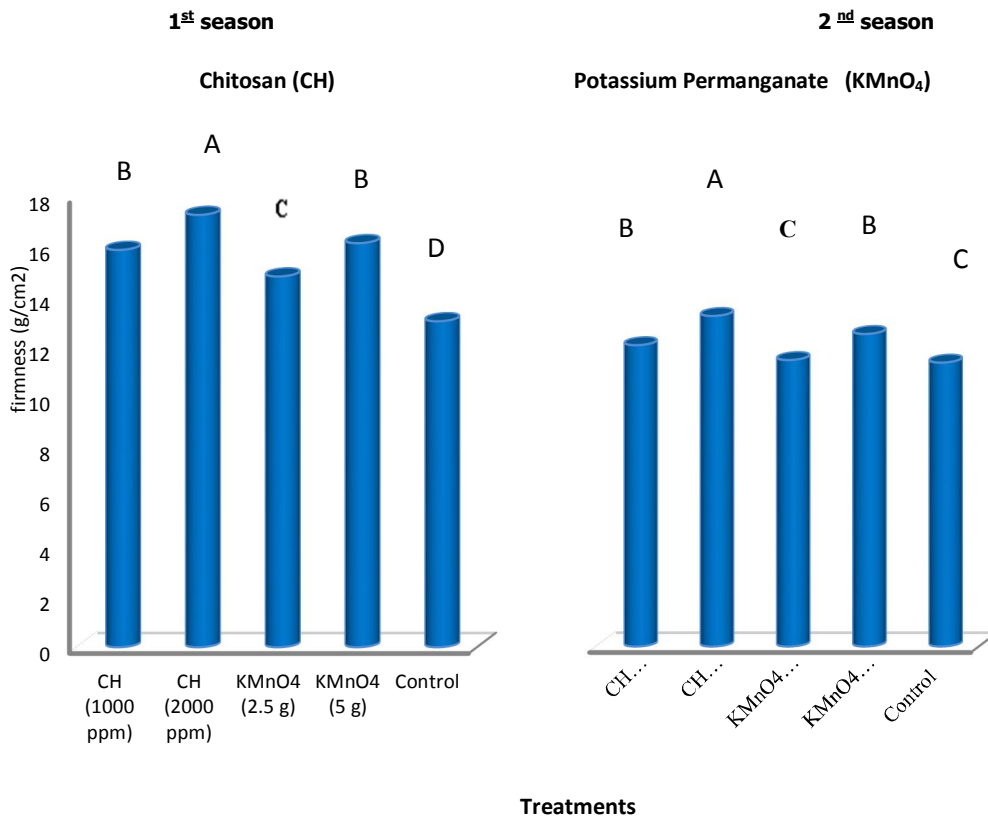 1st season
2 nd season
Chitosan (CH)
Potassium Permanganate (KMnO4)
B
A
C
B
D
B
A
C
B
C
firmness (g/cm2)
18
16
14
12
10
8
6
4
2
0
CH (1000 ppm)
CH (2000 ppm)
KMnO4 (2.5 g)
KMnO4 (5 g)
Control
CH…
CH…
KMnO4…
KMnO4…
Control
Treatments